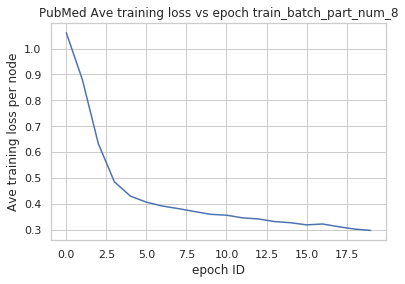 PubMed Ave training loss vs epoch train_batch_part_num_8
Ave training loss per node
1.0
0.9
0.8
0.7
0.6
0.5
0.4
0.3
0.0 2.5 5.0 7.5 10.0 12.5 15.0 17.5
epoch ID